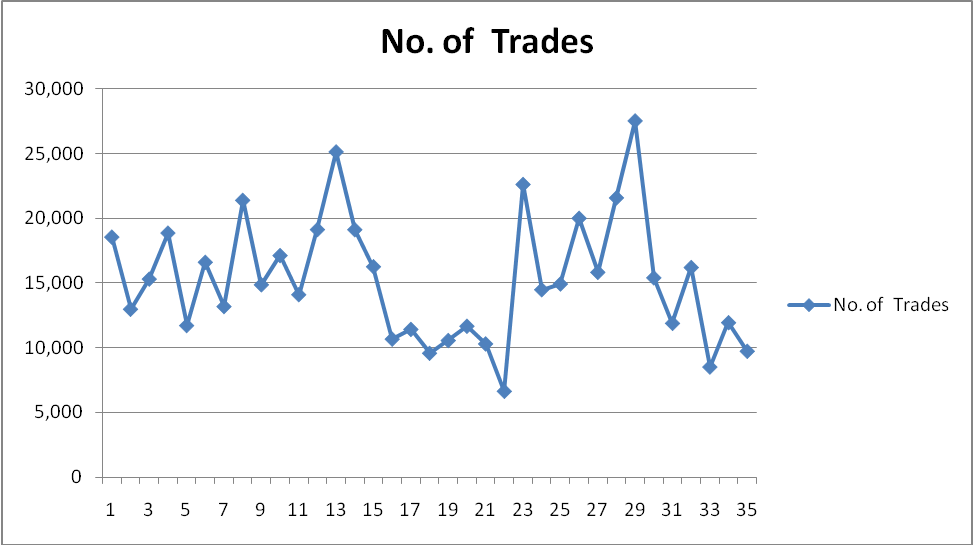 No. of Trades
30,000
25,000
20,000
15,000
10,000
5,000
0
1 3 5 7 9 11 13 15 17 19 21 23 25 27 29 31 33 35
No. of Trades